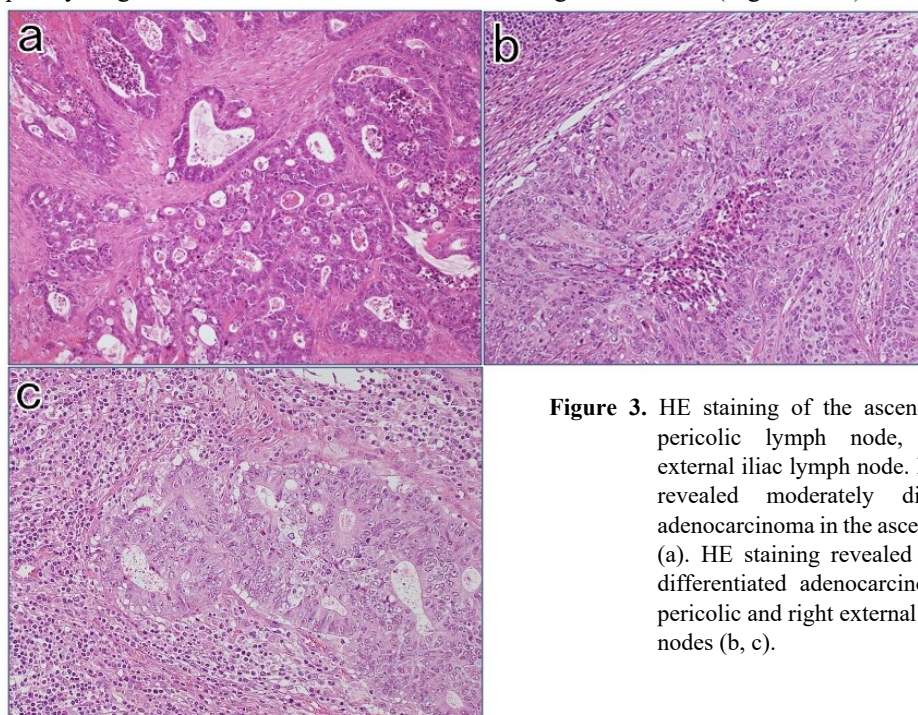 a
b
c
Figure 3. HE staining of the ascen
pericolic lymph node,
external iliac lymph node.
revealed moderately di
adenocarcinoma in the asce
(a). HE staining revealed
differentiated adenocarcino
pericolic and right external
nodes (b, c).